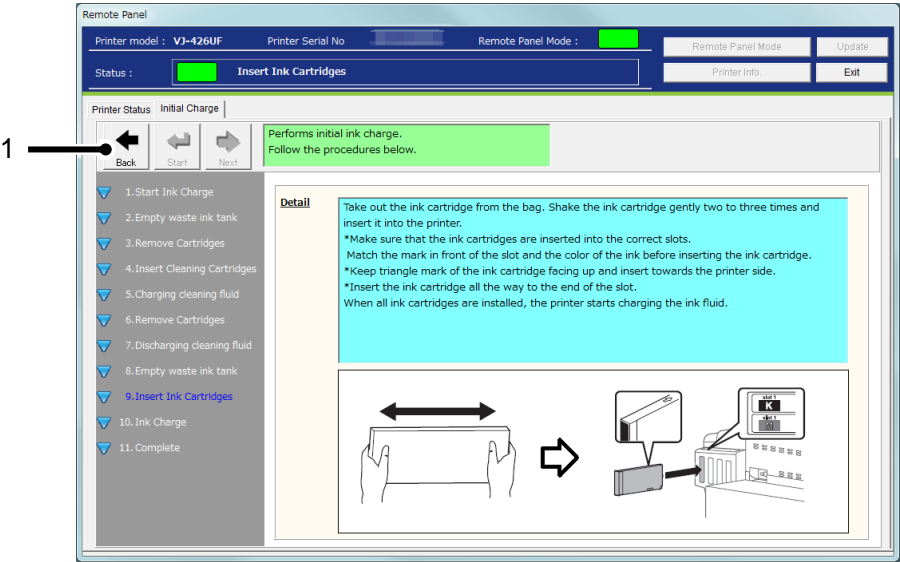 Remote Panel
Printer model : VJ-426UF Printer Serial No Remote Panel Mode :
Remote Panel Mode Update
Status : Insert Ink Cartridges
Printer Info. Exit
Printer Status Initial Charge
1
Back Start Next
Performs initial ink charge.
Follow the procedures below.
1.Start Ink Charge
2.Empty waste ink tank
3.Remove Cartridges
4.Insert Cleaning Cartridges
5.Charging cleaning fluid
6.Remove Cartridges
7.Discharging cleaning fluid
8.Empty waste ink tank
9.Insert Ink Cartridges
10. Ink Charge
11. Complete
Detail
Take out the ink cartridge from the bag. Shake the ink cartridge gently two to three times and
insert it into the printer.
*Make sure that the ink cartridges are inserted into the correct slots.
Match the mark in front of the slot and the color of the ink before inserting the ink cartridge.
*Keep triangle mark of the ink cartridge facing up and insert towards the printer side.
*Insert the ink cartridge all the way to the end of the slot.
When all ink cartridges are installed, the printer starts charging the ink fluid.
slot 1
K
slot 1
M